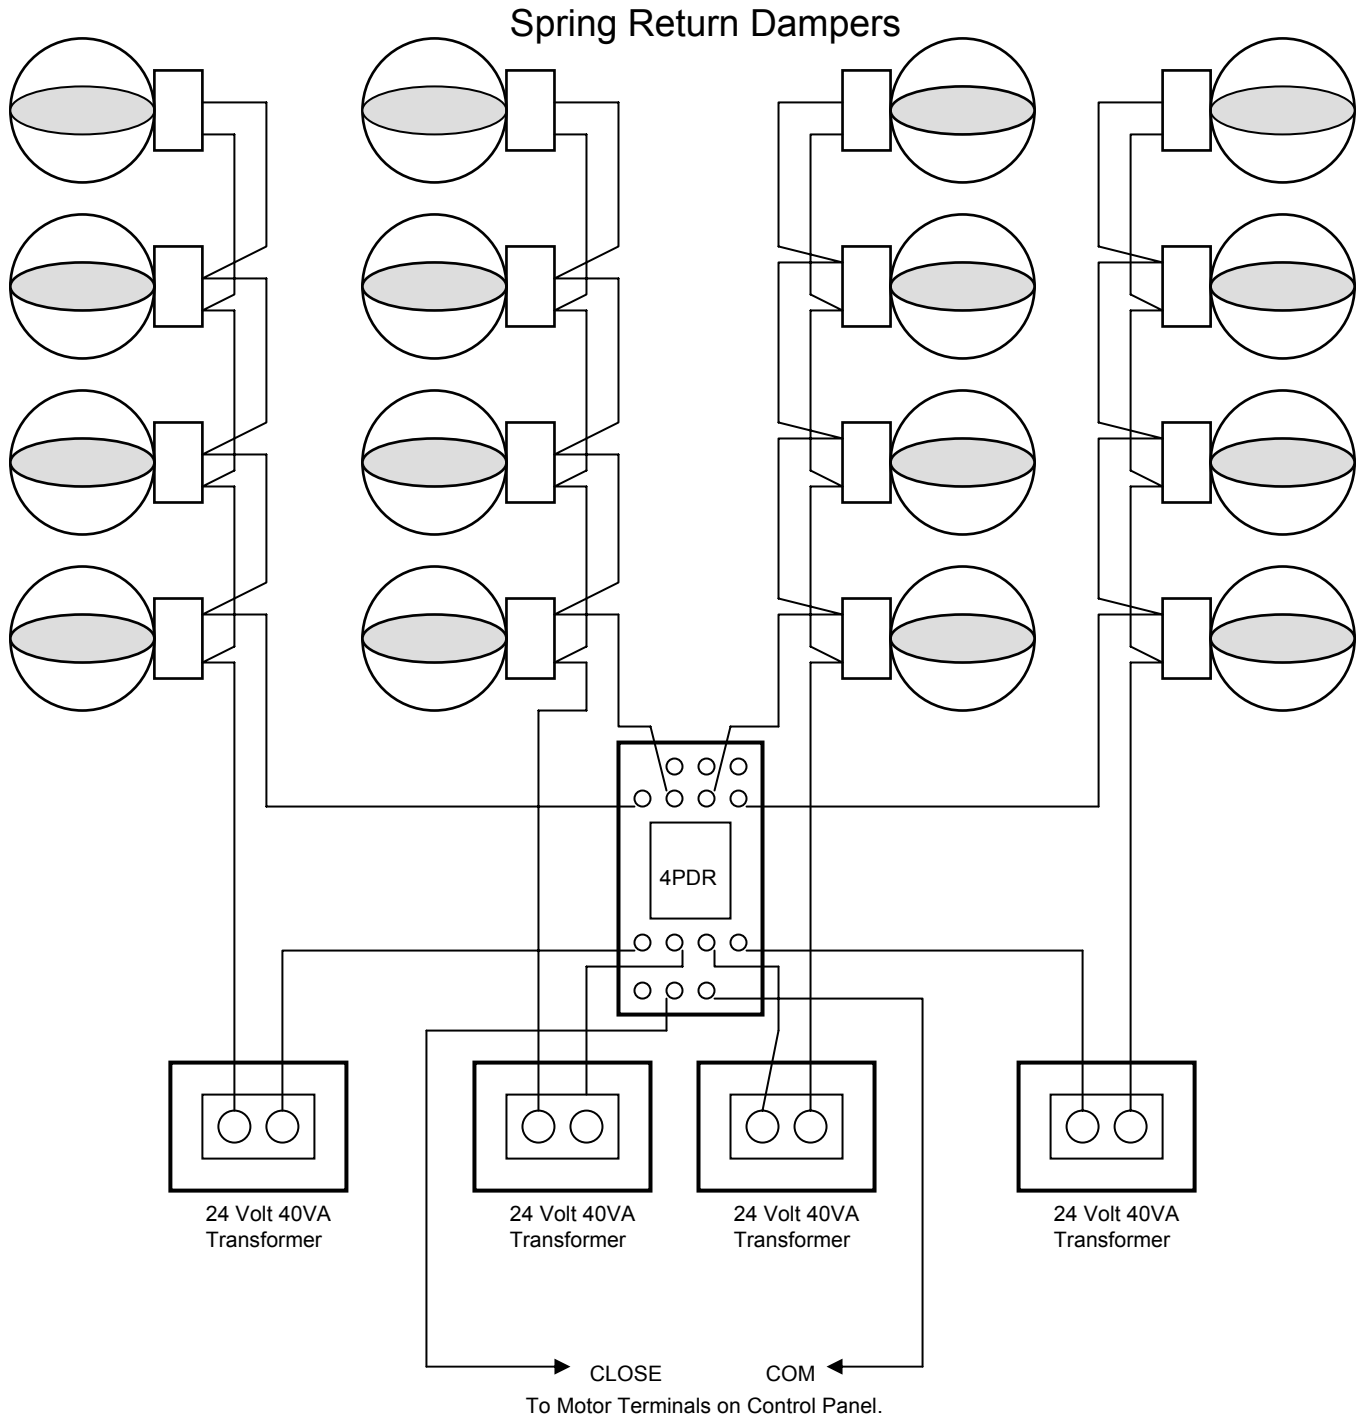 Spring Return Dampers
4PDR
24 Volt 40VA
Transformer
24 Volt 40VA
Transformer
24 Volt 40VA
Transformer
24 Volt 40VA
Transformer
CLOSE COM
To Motor Terminals on Control Panel.